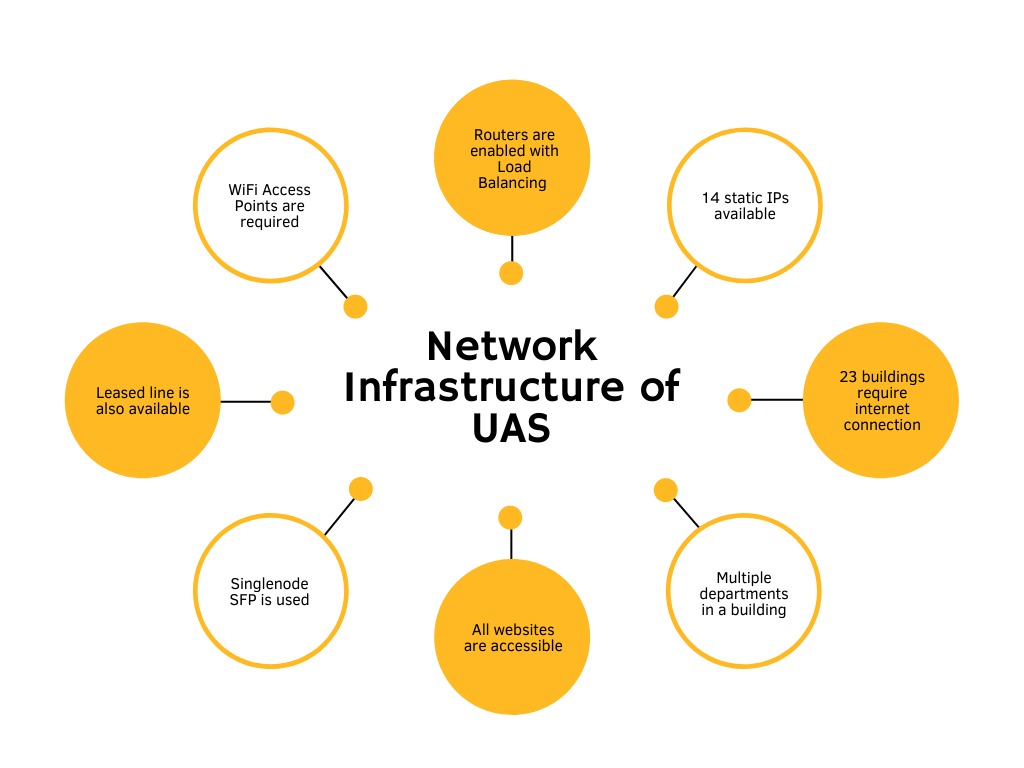 Routers are
enabled with
Load
Balancing
WiFi Access
Points are
required
14 static IPs
available
Network
Infrastructure of
UAS
Leased line is
also available
23 buildings
require
internet
connection
Singlenode
SFP is used
All websites
are accessible
Multiple
departments
in a building